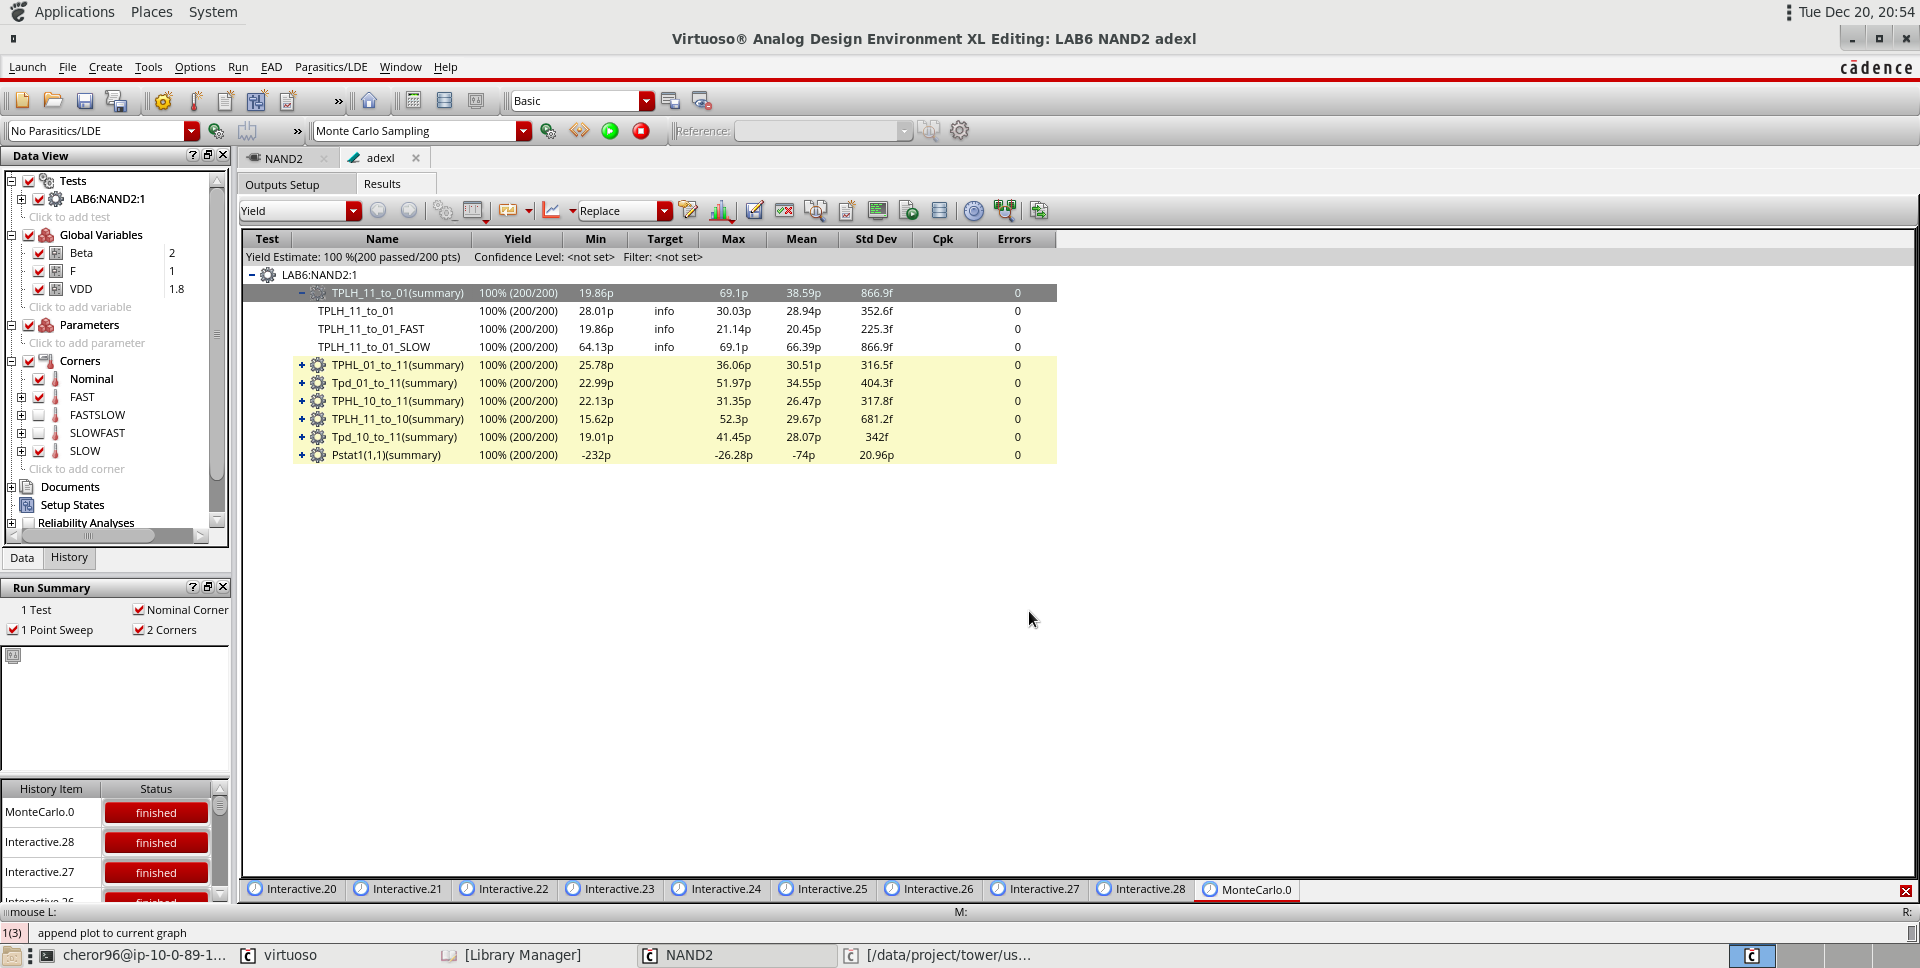 Applications Places System Tue Dec 20, 20:54
Virtuoso® Analog Design Environment XL Editing: LAB6 NAND2 adexl
Launch File Create Tools Options Run EAD Parasitics/LDE Window Help cādence
» Basic
No Parasitics/LDE » Monte Carlo Sampling Reference:
Data View
Tests
LAB6:NAND2:1
Click to add test
Global Variables
Beta 2
F 1
VDD 1.8
Click to add variable
Parameters
Click to add parameter
Corners
Nominal
FAST
FASTSLOW
SLOWFAST
SLOW
Click to add corner
Documents
Setup States
Reliability Analyses
Data History
Run Summary
1 Test Nominal Corner
1 Point Sweep 2 Corners
History Item Status
MonteCarlo.0 finished
Interactive.28 finished
Interactive.27 finished
NAND2 adexl
Outputs Setup Results
Yield Replace
Test Name Yield Min Target Max Mean Std Dev Cpk Errors
Yield Estimate: 100 %(200 passed/200 pts) Confidence Level: <not set> Filter: <not set>
LAB6:NAND2:1
TPLH_11_to_01(summary) 100% (200/200) 19.86p 69.1p 38.59p 866.9f 0
TPLH_11_to_01 100% (200/200) 28.01p info 30.03p 28.94p 352.6f 0
TPLH_11_to_01_FAST 100% (200/200) 19.86p info 21.14p 20.45p 225.3f 0
TPLH_11_to_01_SLOW 100% (200/200) 64.13p info 69.1p 66.39p 866.9f 0
TPHL_01_to_11(summary) 100% (200/200) 25.78p 36.06p 30.51p 316.5f 0
Tpd_01_to_11(summary) 100% (200/200) 22.99p 51.97p 34.55p 404.3f 0
TPHL_10_to_11(summary) 100% (200/200) 22.13p 31.35p 26.47p 317.8f 0
TPLH_11_to_10(summary) 100% (200/200) 15.62p 52.3p 29.67p 681.2f 0
Tpd_10_to_11(summary) 100% (200/200) 19.01p 41.45p 28.07p 342f 0
Pstat1(1,1)(summary) 100% (200/200) -232p -26.28p -74p 20.96p 0
Interactive.20 Interactive.21 Interactive.22 Interactive.23 Interactive.24 Interactive.25 Interactive.26 Interactive.27 Interactive.28 MonteCarlo.0
mouse L: M: R:
1(3) append plot to current graph
cheror96@ip-10-0-89-1... virtuoso [Library Manager] NAND2 [/data/project/tower/us...